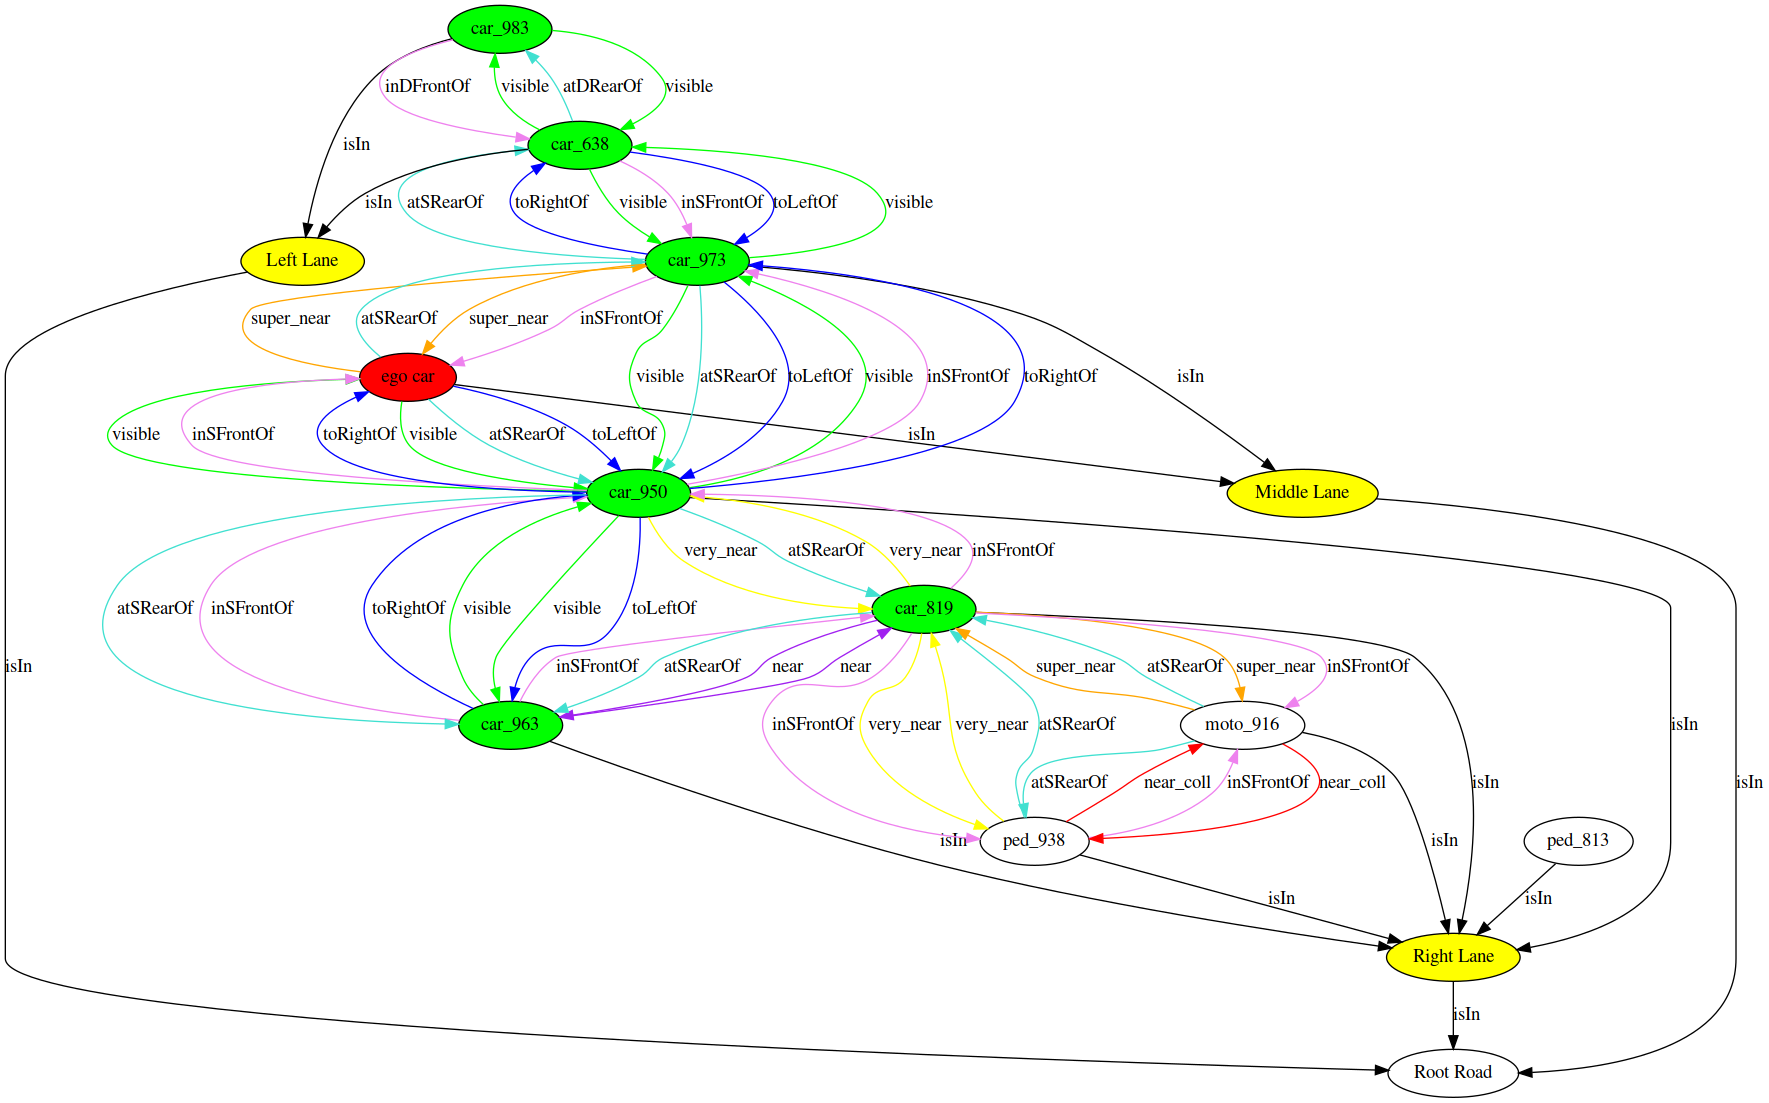 car_983
inDFrontOf
visible
atDRearOf
visible
isIn
car_638
isIn
atSRearOf
toRightOf
visible
inSFrontOf
toLeftOf
visible
Left Lane
car_973
super_near
atSRearOf
super_near
inSFrontOf
ego car
visible
atSRearOf
toLeftOf
visible
inSFrontOf
toRightOf
isIn
visible
inSFrontOf
toRightOf
visible
atSRearOf
toLeftOf
isIn
car_950
Middle Lane
very_near
atSRearOf
very_near
inSFrontOf
atSRearOf
inSFrontOf
toRightOf
visible
visible
toLeftOf
car_819
isIn
inSFrontOf
atSRearOf
near
near
super_near
atSRearOf
super_near
inSFrontOf
car_963
inSFrontOf
very_near
very_near
atSRearOf
moto_916
isIn
atSRearOf
near_coll
inSFrontOf
near_coll
isIn
isIn
isIn
ped_938
isIn
ped_813
isIn
isIn
Right Lane
isIn
Root Road